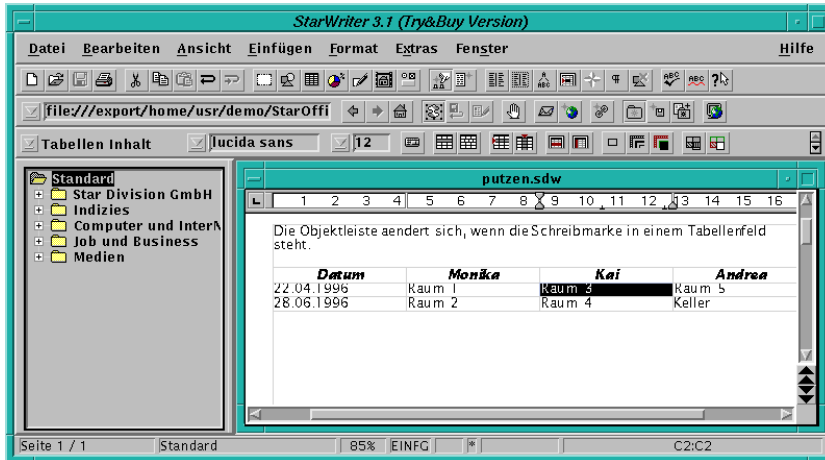 StarWriter 3.1 (Try&Buy Version)
Datei Bearbeiten Ansicht Einfügen Format Extras Fenster Hilfe
file:///export/home/usr/demo/StarOffi
Tabellen Inhalt lucida sans 12
Standard
Star Division GmbH
Indizies
Computer und InterN
Job und Business
Medien
putzen.sdw
1 2 3 4 5 6 7 8 9 10 11 12 13 14 15 16
Die Objektleiste aendert sich, wenn die Schreibmarke in einem Tabellenfeld
steht.
Datum Monika Kai Andrea
22.04.1996 Raum 1 Raum 3 Raum 5
28.06.1996 Raum 2 Raum 4 Keller
Seite 1 / 1 Standard 85% EINFG * C2:C2